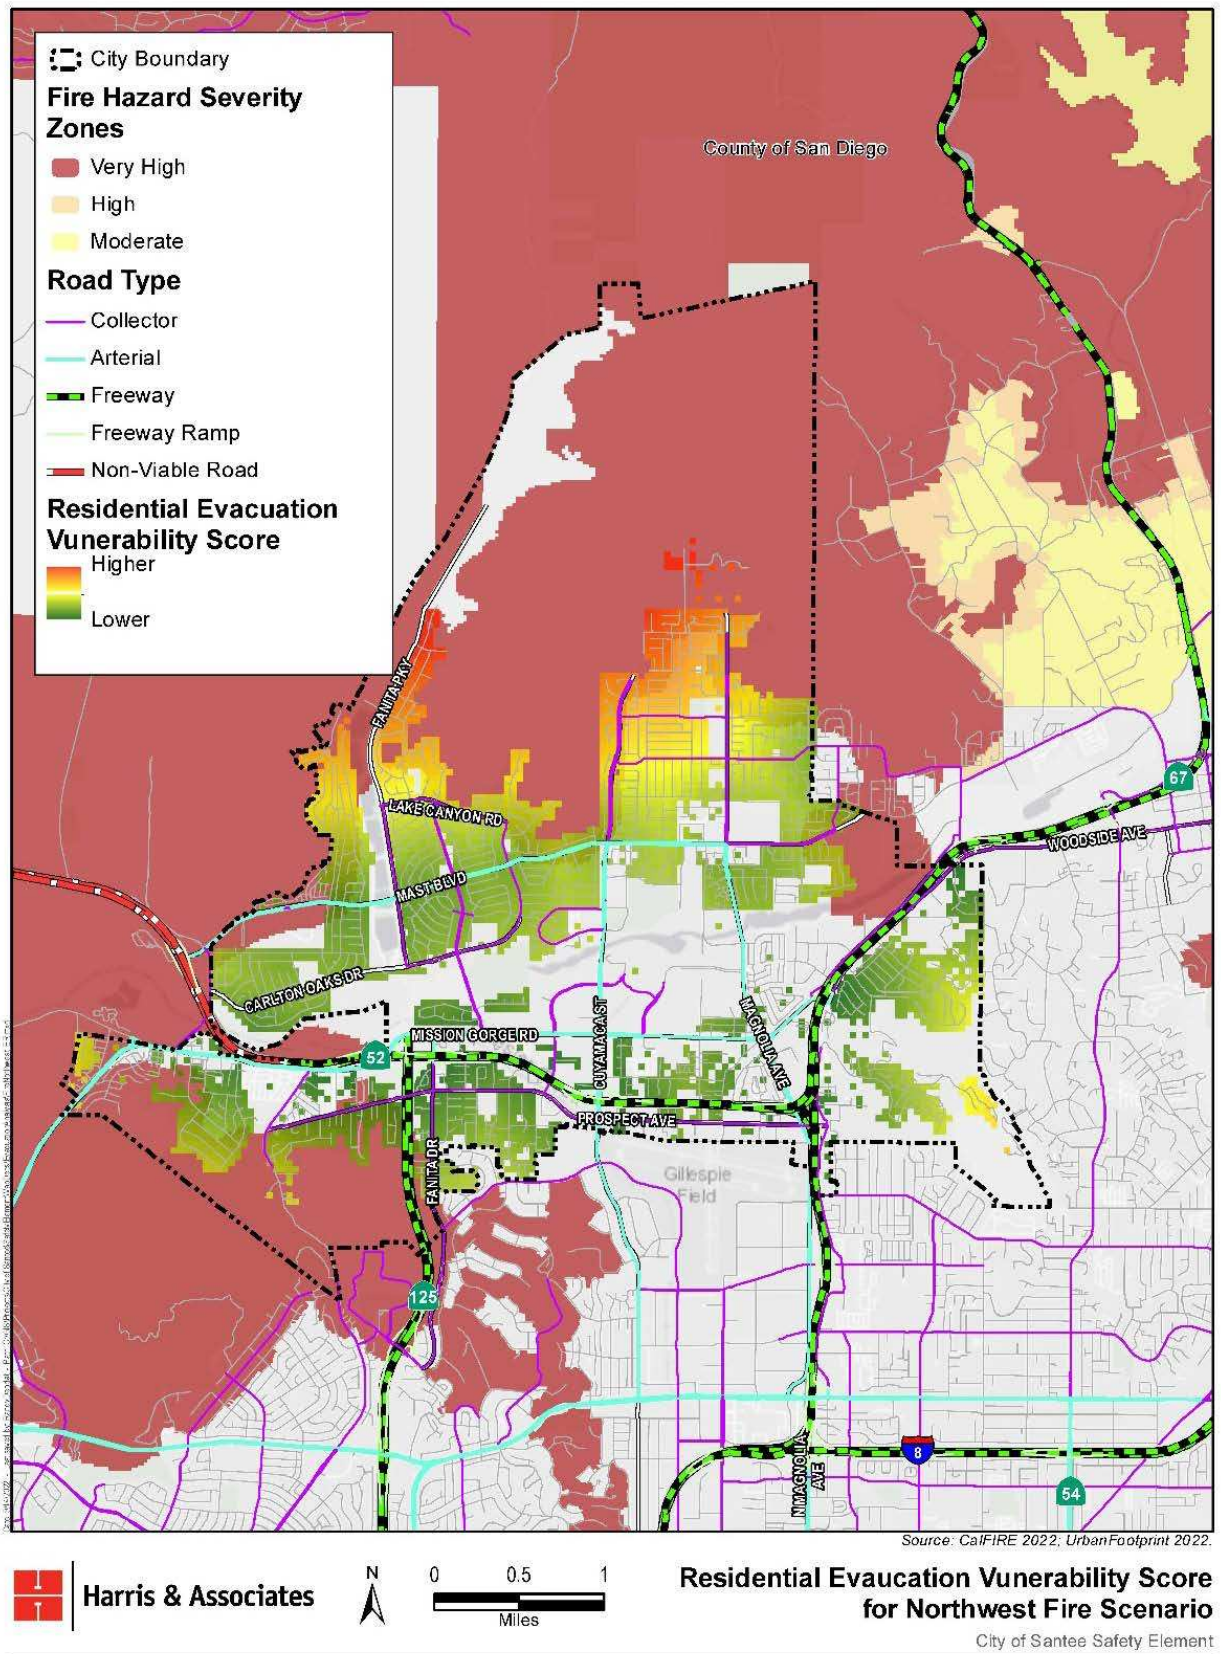 City Boundary
Fire Hazard Severity
Zones
Very High
High
Moderate
Road Type
Collector
Arterial
Freeway
Freeway Ramp
Non-Viable Road
Residential Evacuation
Vunerability Score
Higher
Lower
County of San Diego
FANITA PKY
LAKE CANYON RD
MAST BLVD
CARLTON OAKS DR
67
WOODSIDE AVE
MISSION GORGE RD
52
CUYAMACA ST
MAGNOLIA AVE
PROSPECT AVE
FANITA DR
Gillespie
Field
125
N MAGNOLIA
AVE
8
54
Source: CalFIRE 2022; UrbanFootprint 2022.
Harris & Associates
N
0 0.5 1
Miles
Residential Evaucation Vunerability Score
for Northwest Fire Scenario
City of Santee Safety Element